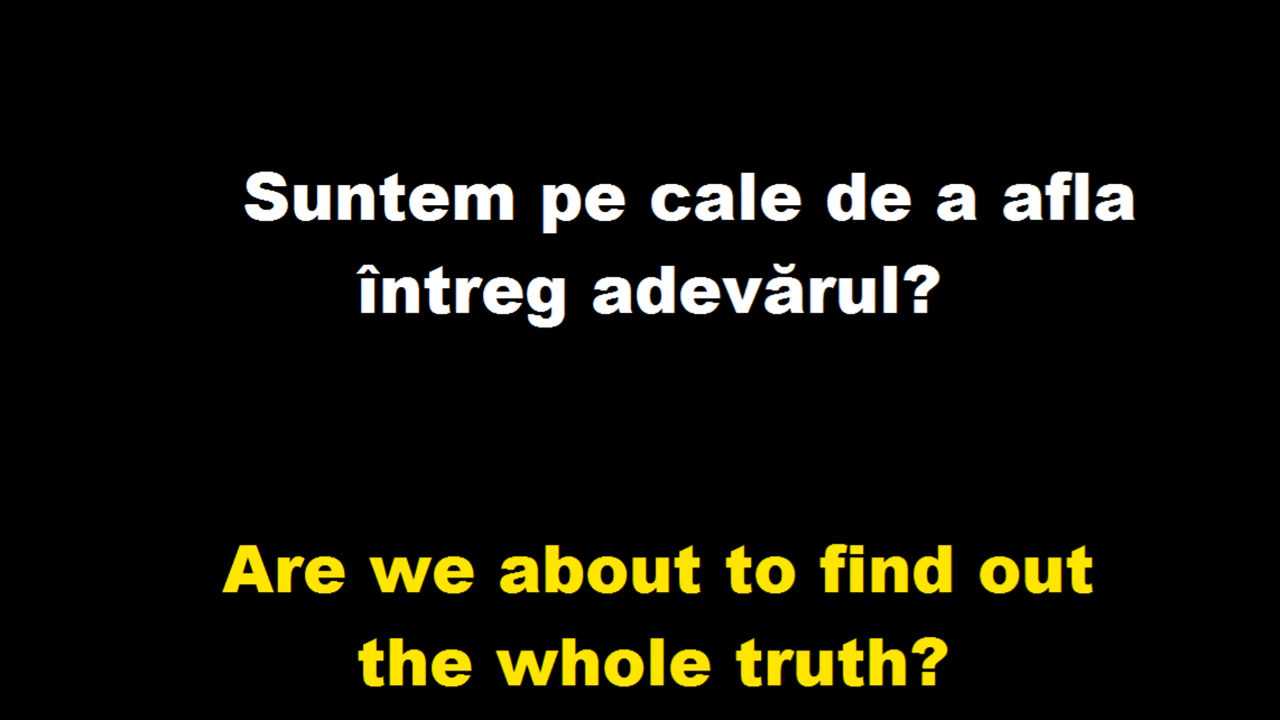 Suntem pe cale de a afla
întreg adevărul?
Are we about to find out
the whole truth?